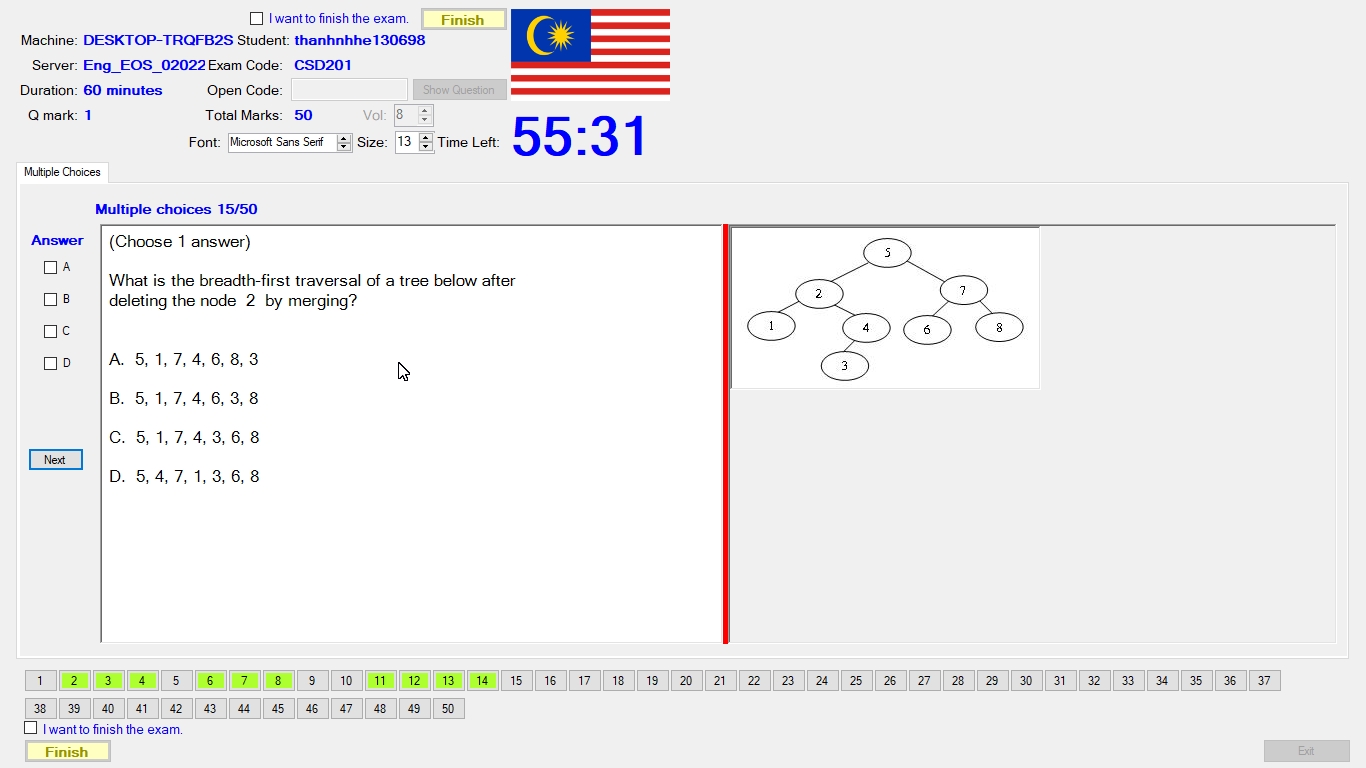 I want to finish the exam. Finish
Machine: DESKTOP-TRQFB2S Student: thanhnhhe130698
Server: Eng_EOS_02022 Exam Code: CSD201
Duration: 60 minutes Open Code: Show Question
Q mark: 1 Total Marks: 50 Vol: 8
Font: Microsoft Sans Serif Size: 13 Time Left: 55:31
Multiple Choices
Multiple choices 15/50
Answer
A
B
C
D
Next
(Choose 1 answer)
What is the breadth-first traversal of a tree below after
deleting the node 2 by merging?
A. 5, 1, 7, 4, 6, 8, 3
B. 5, 1, 7, 4, 6, 3, 8
C. 5, 1, 7, 4, 3, 6, 8
D. 5, 4, 7, 1, 3, 6, 8
5
2 7
1 4 6 8
3
1 2 3 4 5 6 7 8 9 10 11 12 13 14 15 16 17 18 19 20 21 22 23 24 25 26 27 28 29 30 31 32 33 34 35 36 37
38 39 40 41 42 43 44 45 46 47 48 49 50
I want to finish the exam.
Finish Exit